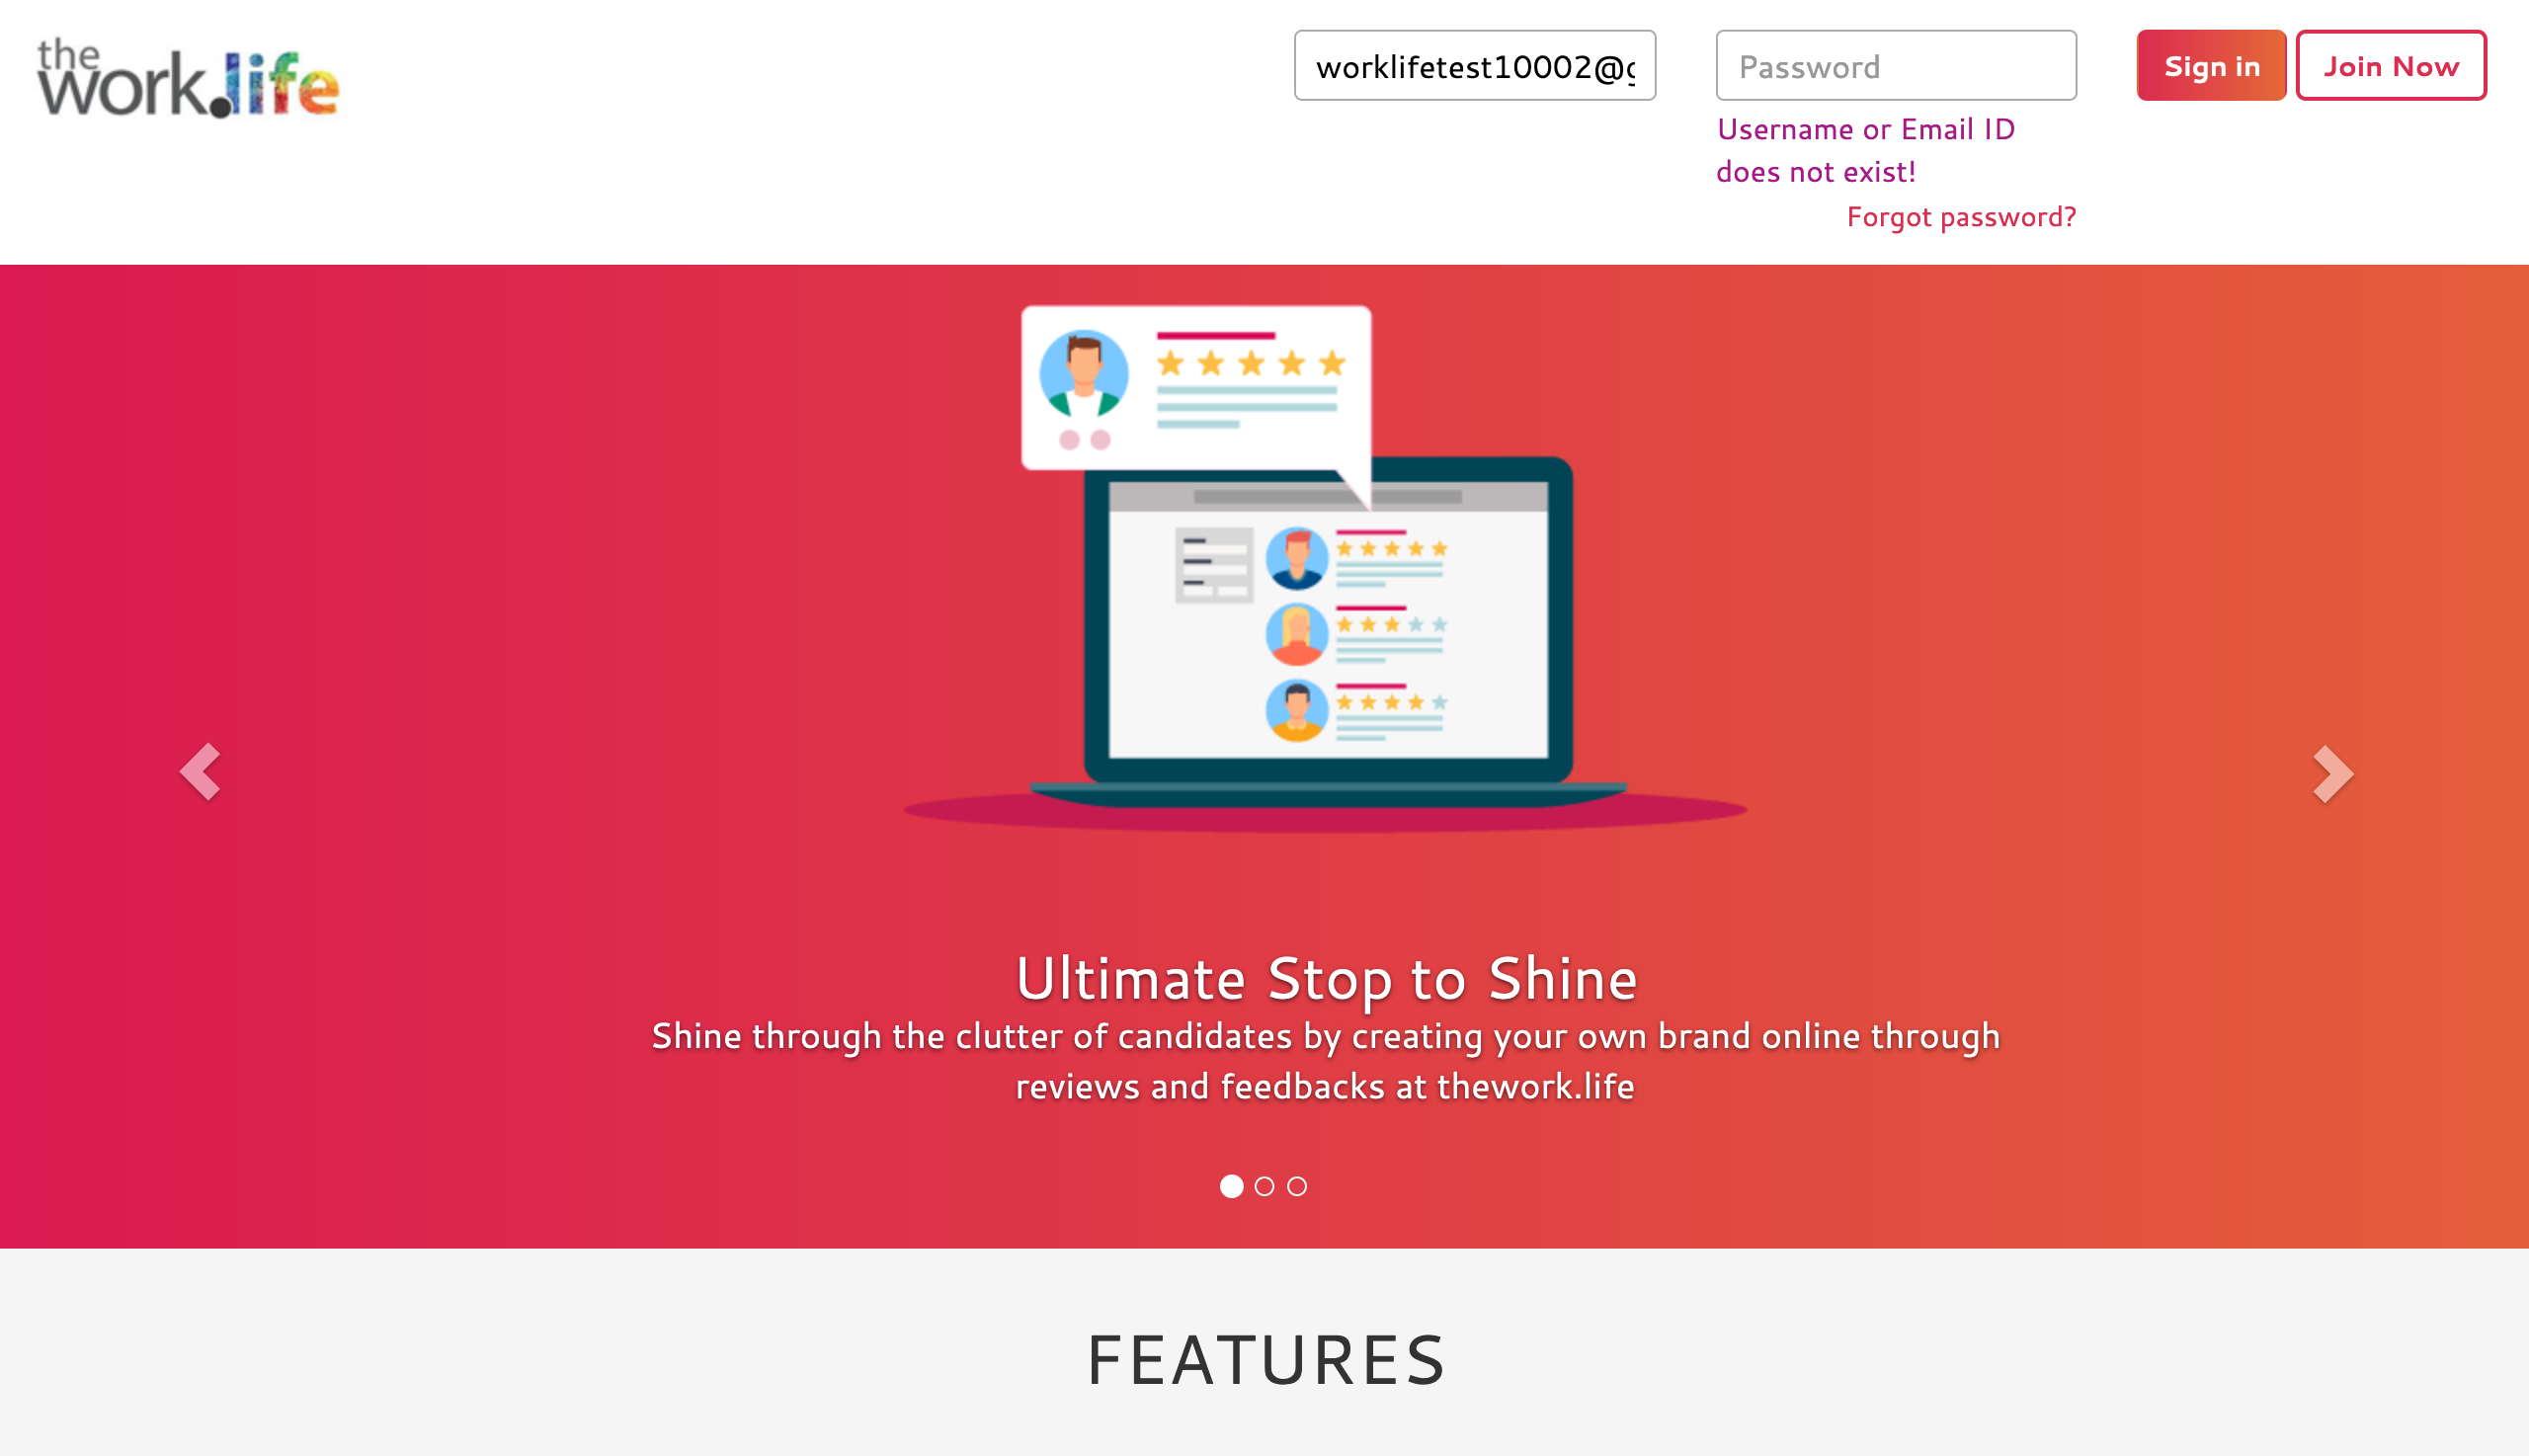 the
work.life
worklifetest10002@g
Password
Sign in
Join Now
Username or Email ID
does not exist!
Forgot password?
Ultimate Stop to Shine
Shine through the clutter of candidates by creating your own brand online through
reviews and feedbacks at thework.life
FEATURES